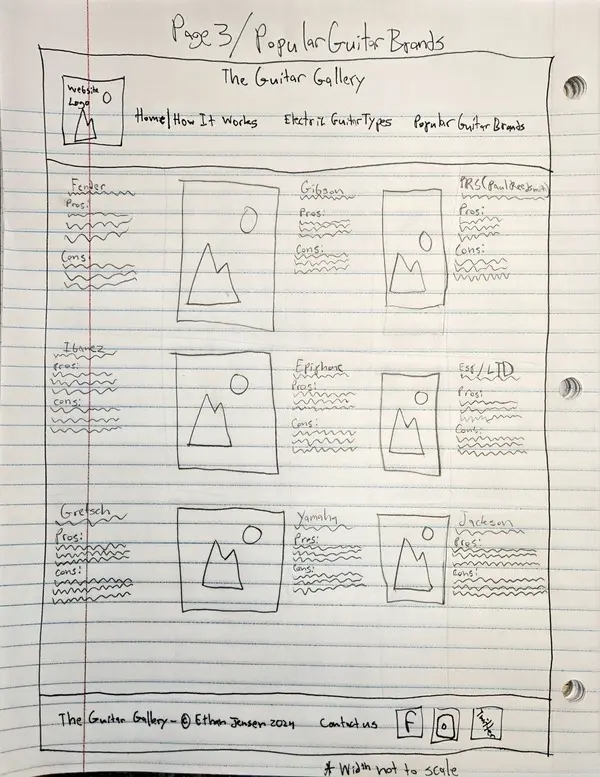 Page 3 / Popular Guitar Brands
The Guitar Gallery
Website
Logo
Home/How It Works Electric Guitar Types Popular Guitar Brands
Fender
Pros:
Cons:
Gibson
Pros:
Cons:
PRS (Paul Reed Smith)
Pros:
Cons:
Ibanez
Pros:
Cons:
Epiphone
Pros:
Cons:
ESP/LTD
Pros:
Cons:
Gretsch
Pros:
Cons:
Yamaha
Pros:
Cons:
Jackson
Pros:
Cons:
The Guitar Gallery - © Ethan Jensen 2024 Contact us f Twitter
* Width not to scale